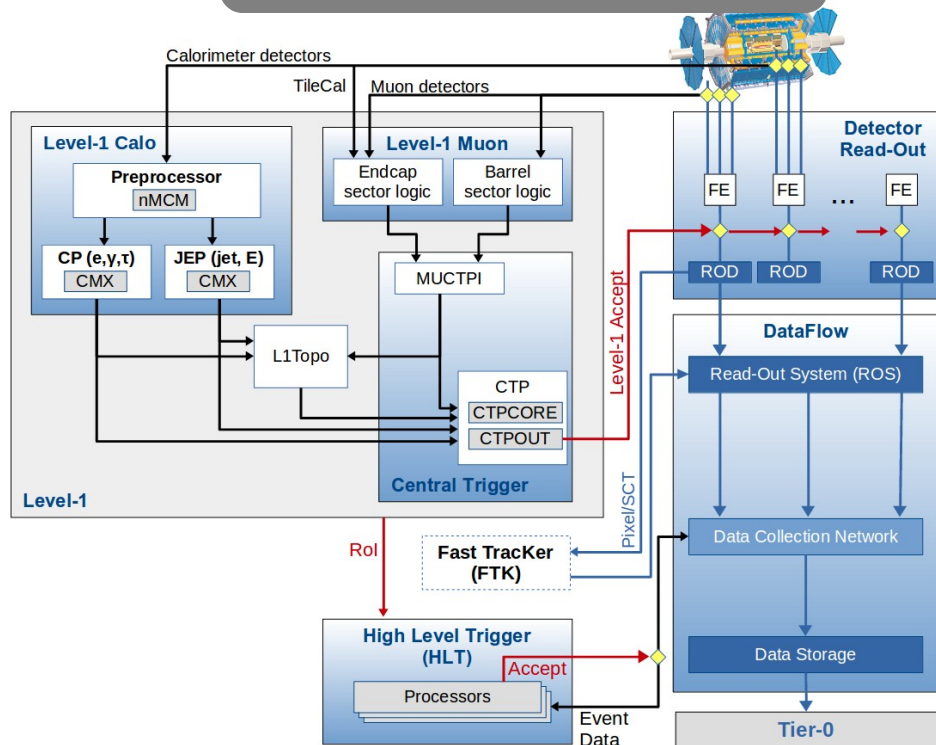 Calorimeter detectors
TileCal
Muon detectors
Level-1 Calo
Preprocessor
nMCM
CP (e,γ,τ)
CMX
JEP (jet, E)
CMX
Level-1 Muon
Endcap
sector logic
Barrel
sector logic
MUCTPI
L1Topo
CTP
CTPCORE
CTPOUT
Central Trigger
Level-1
Detector
Read-Out
FE
FE
...
FE
ROD
ROD
ROD
Level-1 Accept
Pixel/SCT
DataFlow
Read-Out System (ROS)
Data Collection Network
Data Storage
Tier-0
RoI
Fast TracKer
(FTK)
High Level Trigger
(HLT)
Accept
Processors
Event
Data